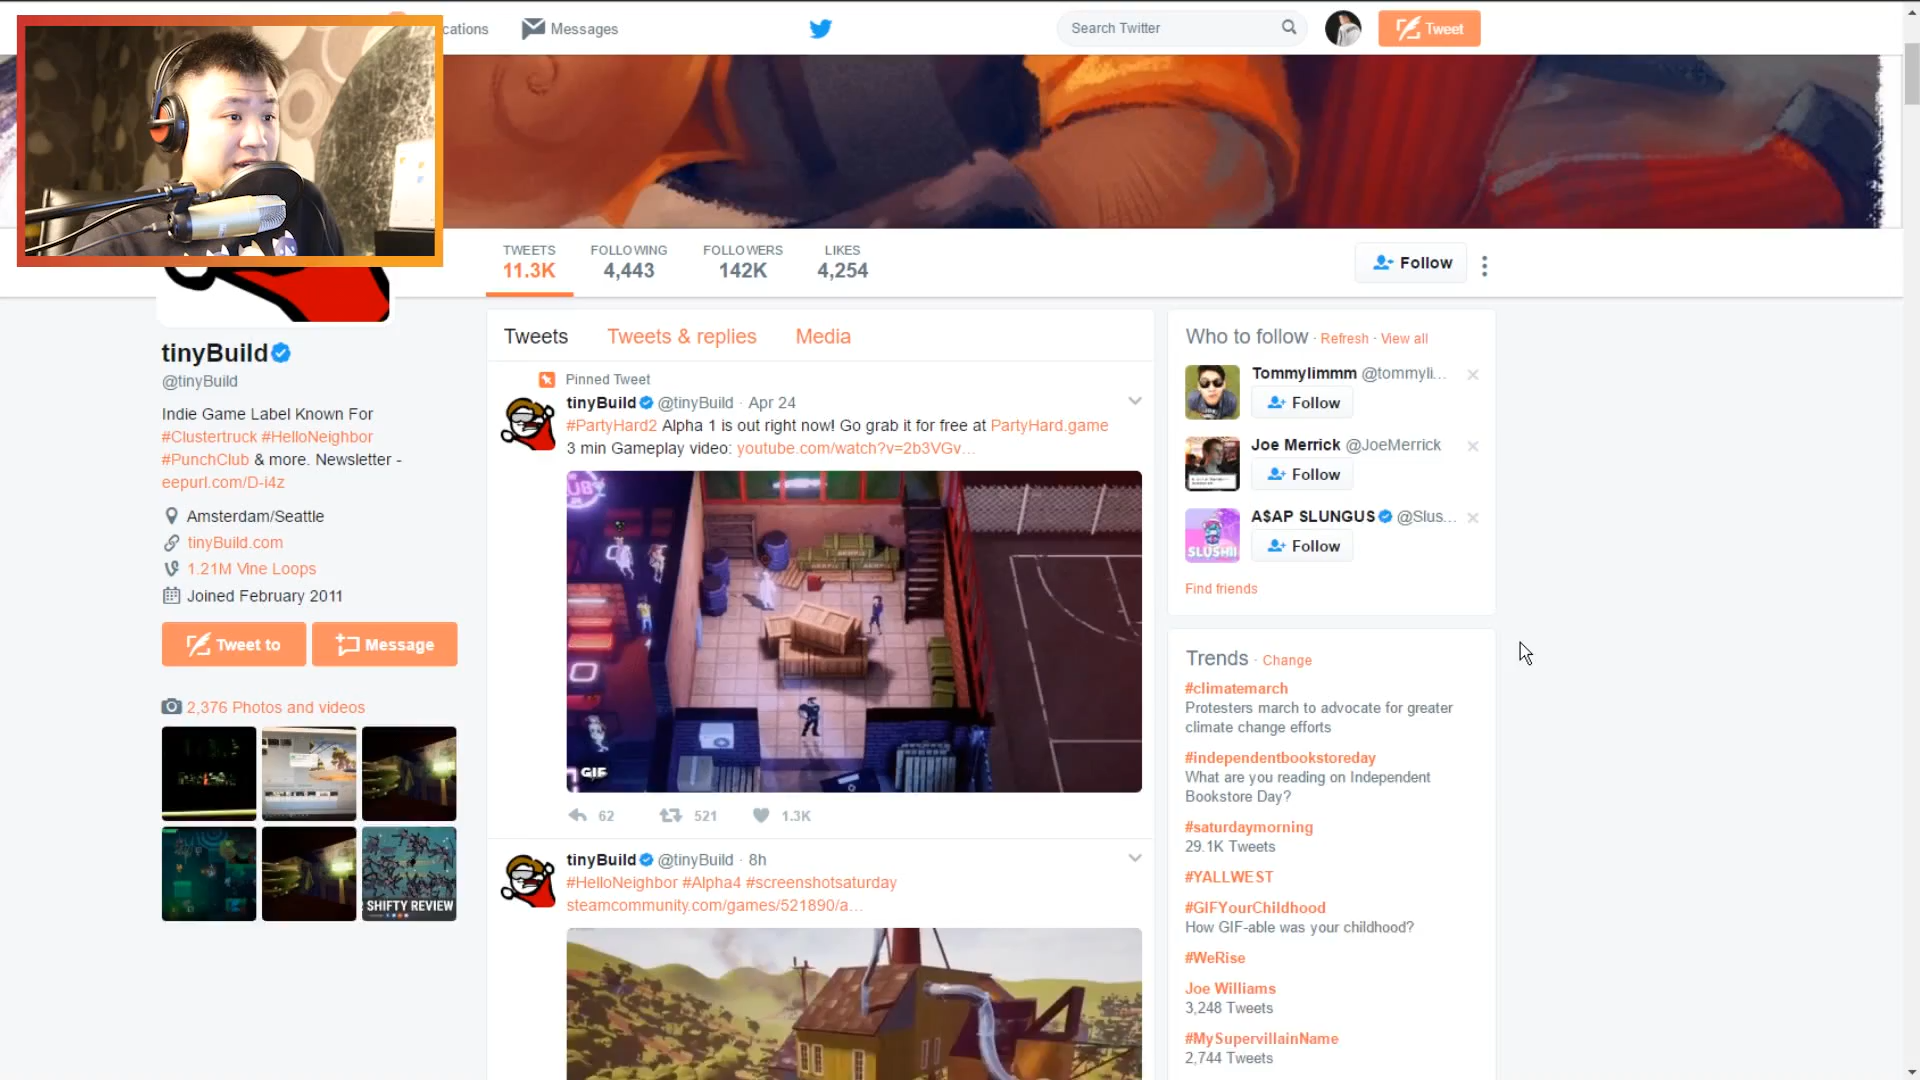 cations
Messages
Search Twitter
Tweet
TWEETS
11.3K
FOLLOWING
4,443
FOLLOWERS
142K
LIKES
4,254
Follow
tinyBuild
@tinyBuild
Indie Game Label Known For
#Clustertruck #HelloNeighbor
#PunchClub & more. Newsletter -
eepurl.com/D-i4z
Amsterdam/Seattle
tinyBuild.com
1.21M Vine Loops
Joined February 2011
Tweet to
Message
2,376 Photos and videos
SHIFTY REVIEW
Tweets
Tweets & replies
Media
Pinned Tweet
tinyBuild @tinyBuild · Apr 24
#PartyHard2 Alpha 1 is out right now! Go grab it for free at PartyHard.game
3 min Gameplay video: youtube.com/watch?v=2b3VGv…
GIF
62
521
1.3K
tinyBuild @tinyBuild · 8h
#HelloNeighbor #Alpha4 #screenshotsaturday
steamcommunity.com/games/521890/a…
Who to follow · Refresh · View all
Tommylimmm @tommyli...
Follow
Joe Merrick @JoeMerrick
Follow
SLUSHII
A$AP SLUNGUS @Slus...
Follow
Find friends
Trends · Change
#climatemarch
Protesters march to advocate for greater
climate change efforts
#independentbookstoreday
What are you reading on Independent
Bookstore Day?
#saturdaymorning
29.1K Tweets
#YALLWEST
#GIFYourChildhood
How GIF-able was your childhood?
#WeRise
Joe Williams
3,248 Tweets
#MySupervillainName
2,744 Tweets